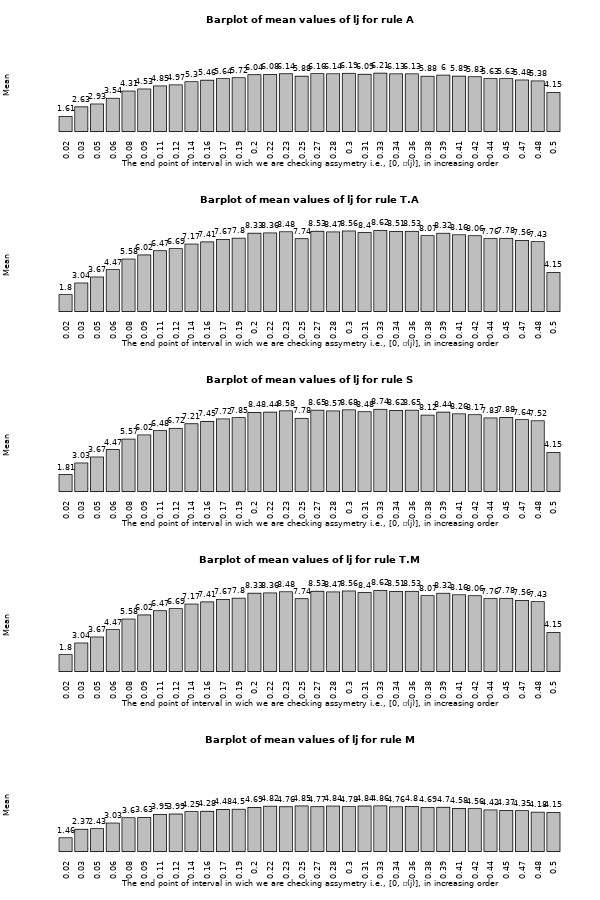 Barplot of mean values of lj for rule A
Mean
1.61 2.63 2.93 3.54 4.31 4.53 4.85 4.97 5.3 5.46 5.64 5.72 6.04 6.08 6.14 5.88 6.16 6.14 6.19 6.09 6.21 6.13 6.13 5.88 6 5.89 5.83 5.63 5.63 5.48 5.38 4.15
0.02 0.03 0.05 0.06 0.08 0.09 0.11 0.12 0.14 0.16 0.17 0.19 0.2 0.22 0.23 0.25 0.27 0.28 0.3 0.31 0.33 0.34 0.36 0.38 0.39 0.41 0.42 0.44 0.45 0.47 0.48 0.5
The end point of interval in wich we are checking assymetry i.e., [0, □(j)], in increasing order
Barplot of mean values of lj for rule T.A
Mean
1.8 3.04 3.67 4.47 5.58 6.02 6.47 6.69 7.17 7.41 7.67 7.8 8.33 8.36 8.48 7.74 8.53 8.47 8.56 8.4 8.62 8.51 8.53 8.07 8.32 8.16 8.06 7.76 7.78 7.56 7.43 4.15
0.02 0.03 0.05 0.06 0.08 0.09 0.11 0.12 0.14 0.16 0.17 0.19 0.2 0.22 0.23 0.25 0.27 0.28 0.3 0.31 0.33 0.34 0.36 0.38 0.39 0.41 0.42 0.44 0.45 0.47 0.48 0.5
The end point of interval in wich we are checking assymetry i.e., [0, □(j)], in increasing order
Barplot of mean values of lj for rule S
Mean
1.81 3.03 3.67 4.47 5.57 6.02 6.48 6.72 7.21 7.45 7.72 7.85 8.4 8.44 8.58 7.78 8.65 8.57 8.68 8.48 8.74 8.62 8.65 8.12 8.44 8.26 8.17 7.83 7.88 7.64 7.52 4.15
0.02 0.03 0.05 0.06 0.08 0.09 0.11 0.12 0.14 0.16 0.17 0.19 0.2 0.22 0.23 0.25 0.27 0.28 0.3 0.31 0.33 0.34 0.36 0.38 0.39 0.41 0.42 0.44 0.45 0.47 0.48 0.5
The end point of interval in wich we are checking assymetry i.e., [0, □(j)], in increasing order
Barplot of mean values of lj for rule T.M
Mean
1.8 3.04 3.67 4.47 5.58 6.02 6.47 6.69 7.17 7.41 7.67 7.8 8.33 8.36 8.48 7.74 8.53 8.47 8.56 8.4 8.62 8.51 8.53 8.07 8.32 8.16 8.06 7.76 7.78 7.56 7.43 4.15
0.02 0.03 0.05 0.06 0.08 0.09 0.11 0.12 0.14 0.16 0.17 0.19 0.2 0.22 0.23 0.25 0.27 0.28 0.3 0.31 0.33 0.34 0.36 0.38 0.39 0.41 0.42 0.44 0.45 0.47 0.48 0.5
The end point of interval in wich we are checking assymetry i.e., [0, □(j)], in increasing order
Barplot of mean values of lj for rule M
Mean
1.46 2.37 2.43 3.03 3.6 3.63 3.95 3.99 4.25 4.28 4.48 4.5 4.69 4.82 4.76 4.85 4.77 4.84 4.78 4.84 4.86 4.76 4.8 4.69 4.7 4.58 4.56 4.42 4.37 4.35 4.18 4.15
0.02 0.03 0.05 0.06 0.08 0.09 0.11 0.12 0.14 0.16 0.17 0.19 0.2 0.22 0.23 0.25 0.27 0.28 0.3 0.31 0.33 0.34 0.36 0.38 0.39 0.41 0.42 0.44 0.45 0.47 0.48 0.5
The end point of interval in wich we are checking assymetry i.e., [0, □(j)], in increasing order